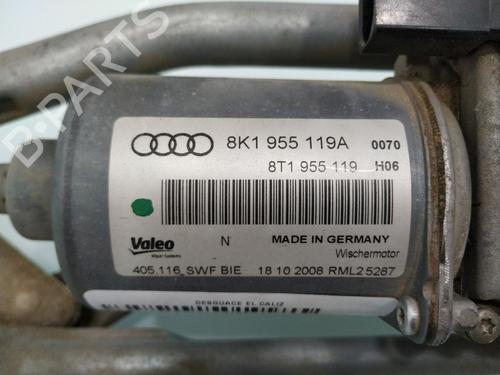 B-PARTS
8K1 955 119A 0070
8T1 955 119 H06
Valeo N MADE IN GERMANY
Wiper Systems Wischermotor
405.116 SWF BIE 18 10 2008 RML2 5287
DESGUACE EL CALIZ